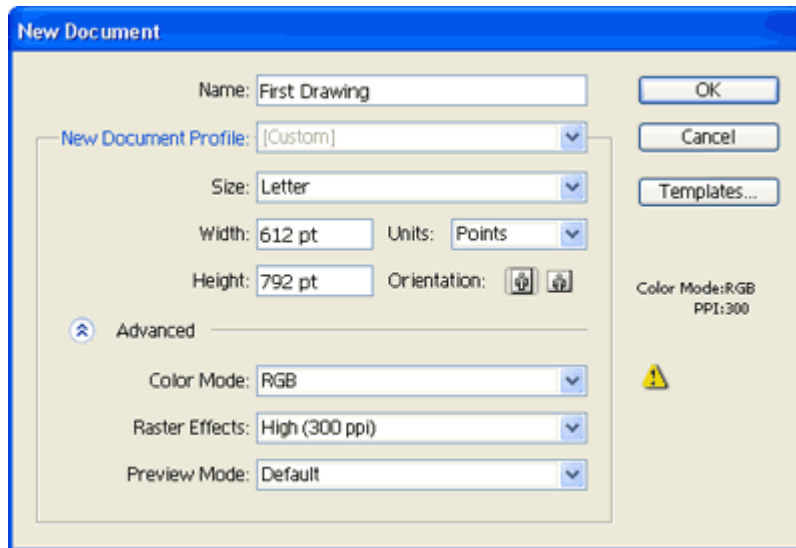 New Document
Name: First Drawing
OK
New Document Profile: [Custom]
Cancel
Size: Letter
Templates...
Width: 612 pt Units: Points
Height: 792 pt Orientation:
Color Mode:RGB
PPI:300
Advanced
Color Mode: RGB
Raster Effects: High (300 ppi)
Preview Mode: Default